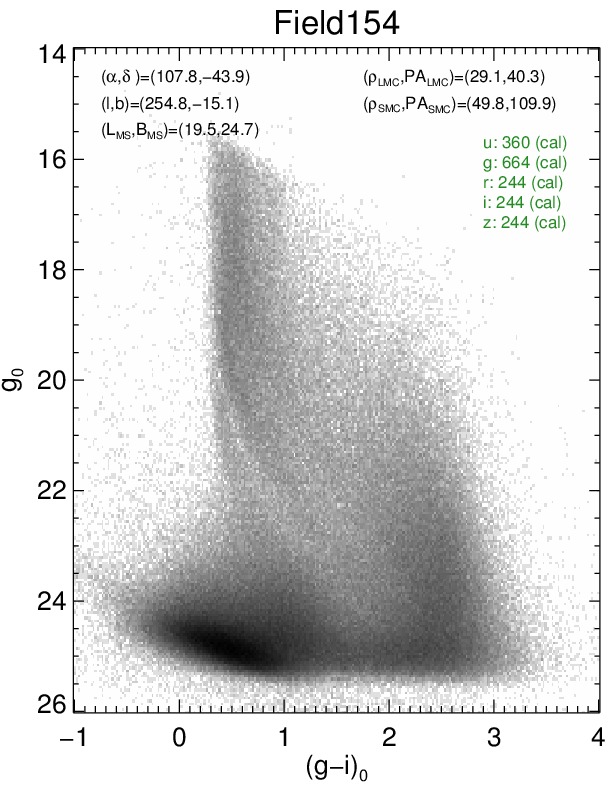 Field154
(α,δ )=(107.8,−43.9)
(l,b)=(254.8,−15.1)
(LMS,BMS)=(19.5,24.7)
(ρLMC,PALMC)=(29.1,40.3)
(ρSMC,PASMC)=(49.8,109.9)
u: 360 (cal)
g: 664 (cal)
r: 244 (cal)
i: 244 (cal)
z: 244 (cal)
14
16
18
20
22
24
26
g0
−1 0 1 2 3 4
(g−i)0